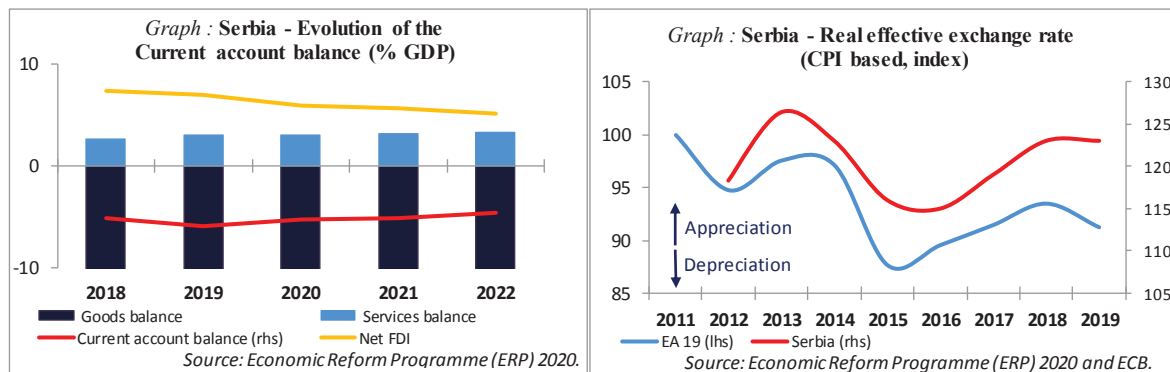 Graph : Serbia - Evolution of the
Current account balance (% GDP)
10
0
-10
2018 2019 2020 2021 2022
Goods balance Services balance
Current account balance (rhs) Net FDI
Source: Economic Reform Programme (ERP) 2020.
Graph : Serbia - Real effective exchange rate
(CPI based, index)
105 130
100 125
120
95
115
Appreciation
90 110
Depreciation
85 105
2011 2012 2013 2014 2015 2016 2017 2018 2019
EA 19 (lhs) Serbia (rhs)
Source: Economic Reform Programme (ERP) 2020 and ECB.